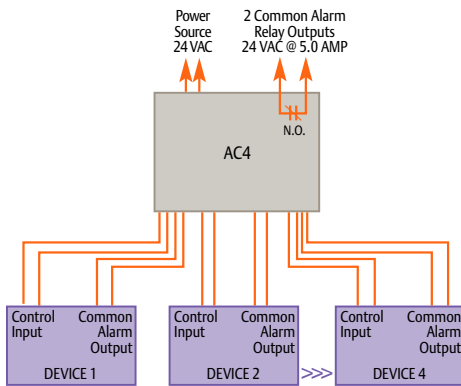 Power
Source
24 VAC
2 Common Alarm
Relay Outputs
24 VAC @ 5.0 AMP
N.O.
AC4
Control
Input
Common
Alarm
Output
DEVICE 1
Control
Input
Common
Alarm
Output
DEVICE 2
>>>
Control
Input
Common
Alarm
Output
DEVICE 4